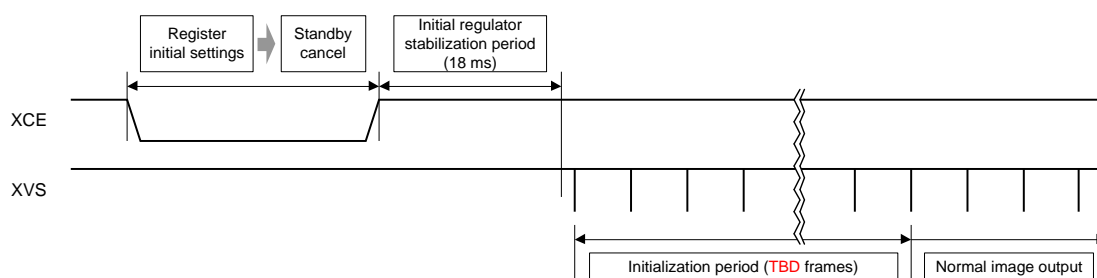 Register
initial settings
Standby
cancel
Initial regulator
stabilization period
(18 ms)
XCE
XVS
Initialization period (TBD frames)
Normal image output